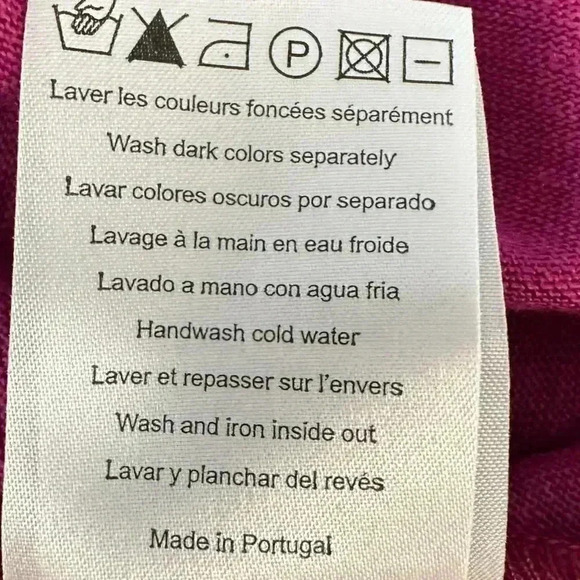 P
Laver les couleurs foncées séparément
Wash dark colors separately
Lavar colores oscuros por separado
Lavage à la main en eau froide
Lavado a mano con agua fria
Handwash cold water
Laver et repasser sur l'envers
Wash and iron inside out
Lavar y planchar del revés
Made in Portugal